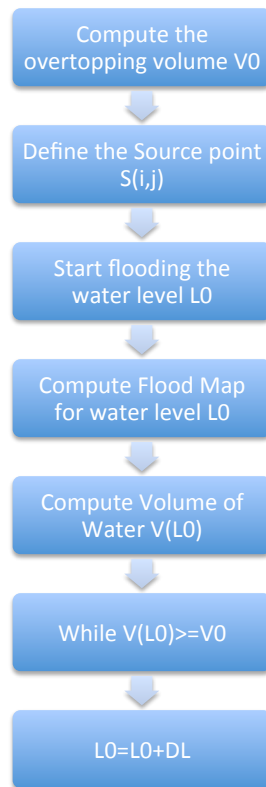 Compute the
overtopping volume V0
Define the Source point
S(i,j)
Start flooding the
water level L0
Compute Flood Map
for water level L0
Compute Volume of
Water V(L0)
While V(L0)>=V0
L0=L0+DL